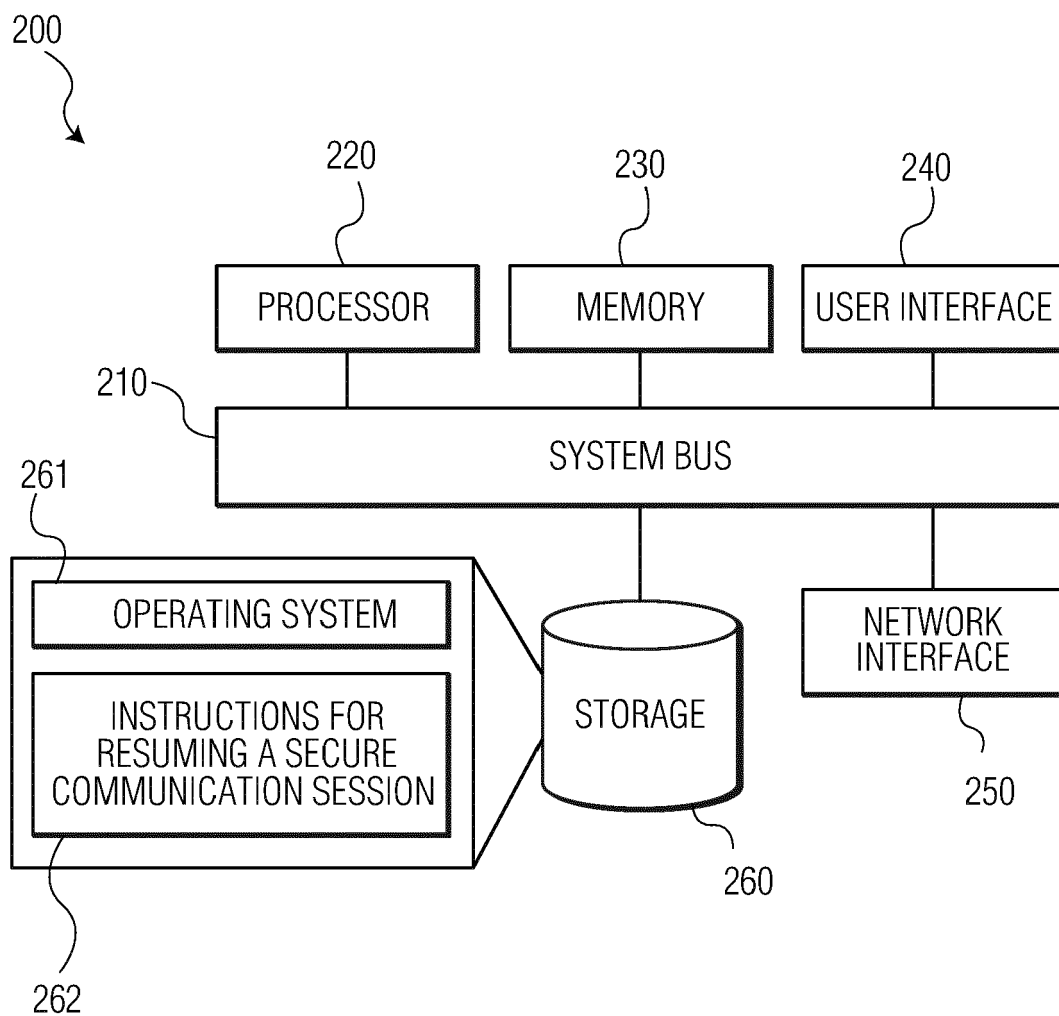 200
220
230
240
PROCESSOR
MEMORY
USER INTERFACE
210
SYSTEM BUS
261
OPERATING SYSTEM
INSTRUCTIONS FOR
RESUMING A SECURE
COMMUNICATION SESSION
STORAGE
NETWORK
INTERFACE
250
260
262